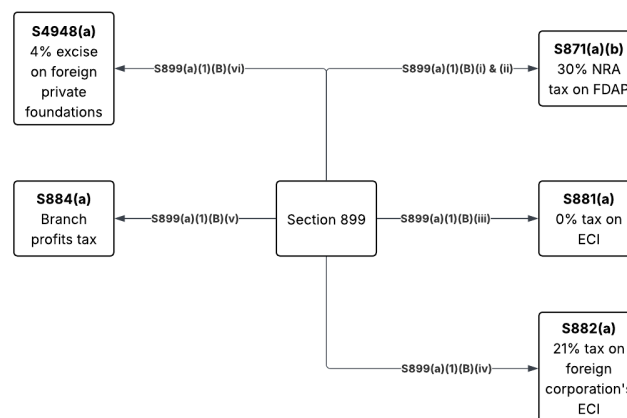 S4948(a)
4% excise
on foreign
private
foundations
S899(a)(1)(B)(vi)
S899(a)(1)(B)(i) & (ii)
S871(a)(b)
30% NRA
tax on FDAP
S884(a)
Branch
profits tax
S899(a)(1)(B)(v)
Section 899
S899(a)(1)(B)(iii)
S881(a)
0% tax on
ECI
S899(a)(1)(B)(iv)
S882(a)
21% tax on
foreign
corporation's
ECI